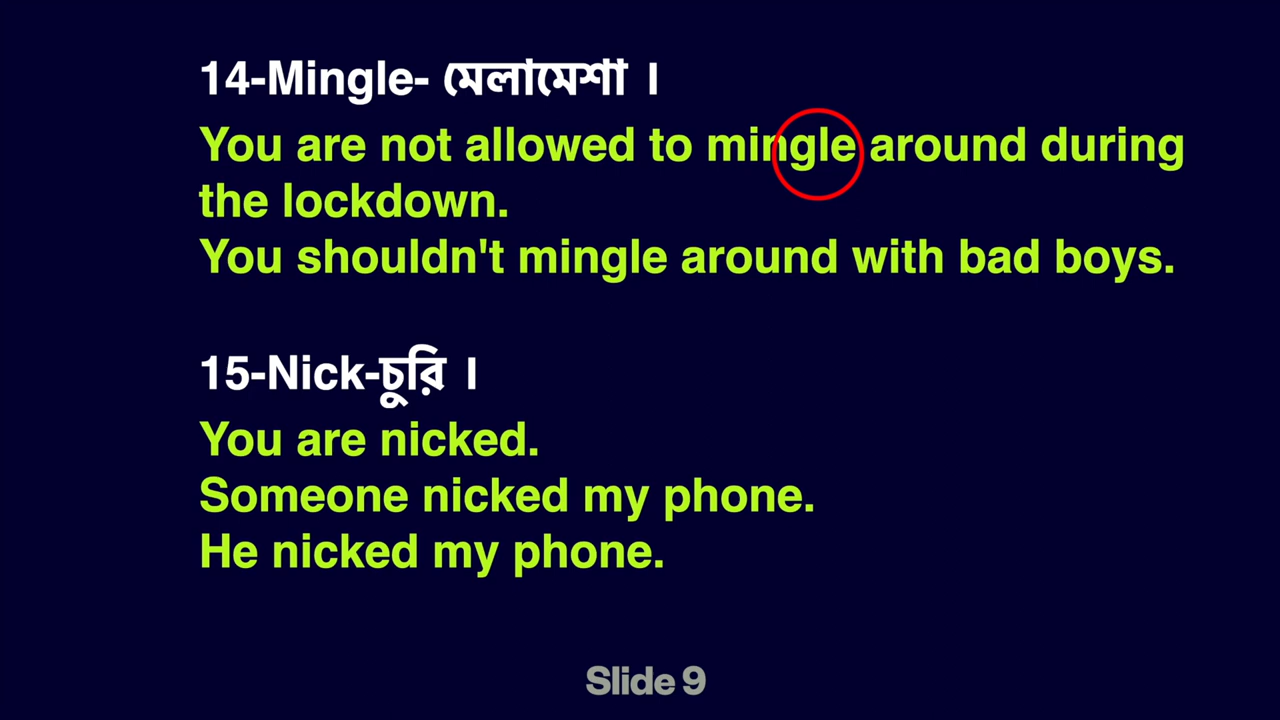 14-Mingle- মেলামেশা ।
You are not allowed to mingle around during
the lockdown.
You shouldn't mingle around with bad boys.
15-Nick-চুরি ।
You are nicked.
Someone nicked my phone.
He nicked my phone.
Slide 9